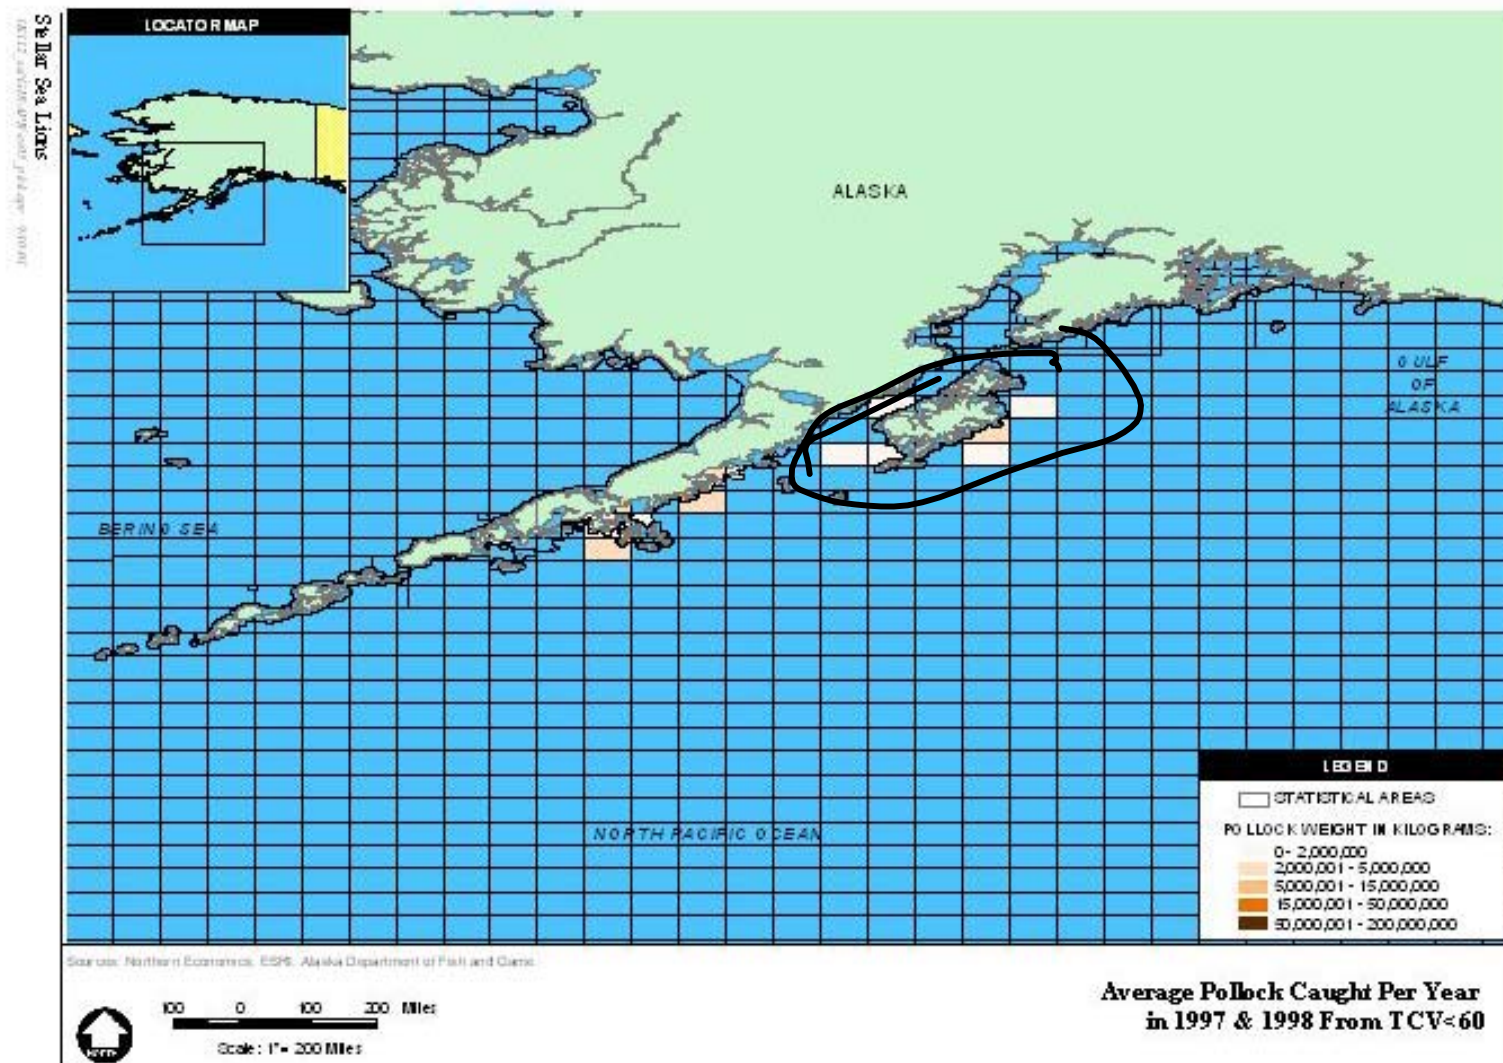 Stellar Sea Lions
LOCATOR MAP
ALASKA
GULF
OF
ALASKA
BERING SEA
NORTH PACIFIC OCEAN
LEGEND
STATISTICAL AREAS
POLLOCK WEIGHT IN KILOGRAMS:
0 - 2,000,000
2,000,001 - 5,000,000
5,000,001 - 15,000,000
15,000,001 - 50,000,000
50,000,001 - 200,000,000
Sources: Northern Economics, ESRI, Alaska Department of Fish and Game
100 0 100 200 Miles
Scale: 1"= 200 Miles
NORTH
Average Pollock Caught Per Year
in 1997 & 1998 From TCV<60